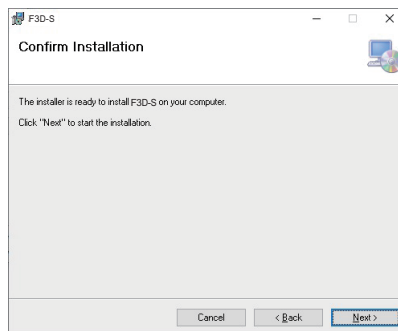 F3D-S
Confirm Installation
The installer is ready to install F3D-S on your computer.
Click "Next" to start the installation.
Cancel
< Back
Next >